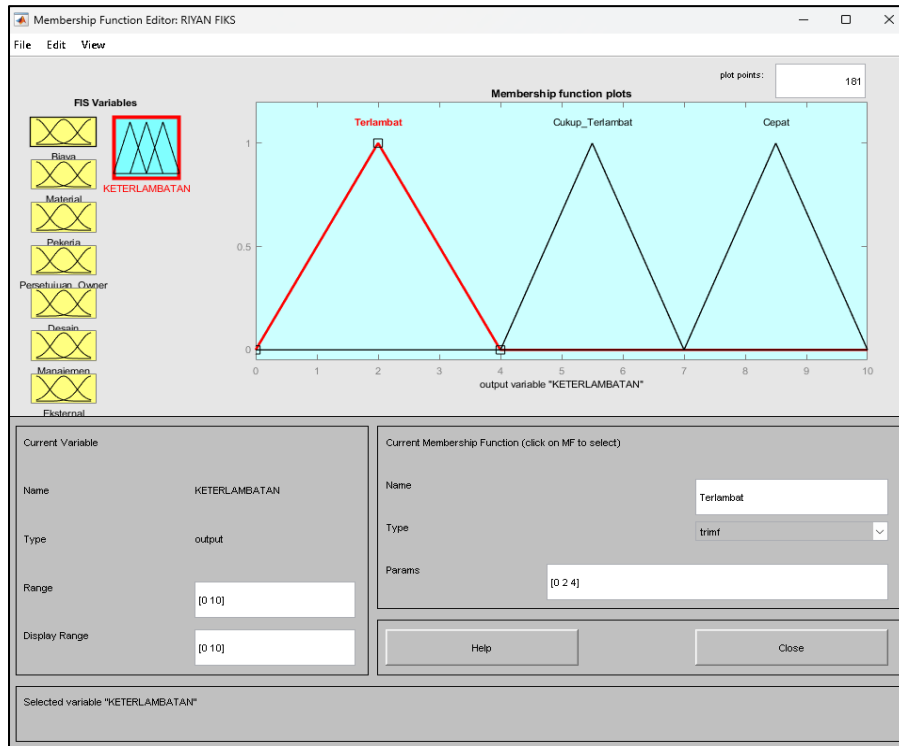 Membership Function Editor: RIYAN FIKS
File Edit View
FIS Variables
Biaya
Material
Pekerja
Persetujuan_Owner
Desain
Manajemen
Eksternal
KETERLAMBATAN
plot points:
181
Membership function plots
Terlambat
Cukup_Terlambat
Cepat
1
0.5
0
0 1 2 3 4 5 6 7 8 9 10
output variable "KETERLAMBATAN"
Current Variable
Name KETERLAMBATAN
Type output
Range [0 10]
Display Range [0 10]
Current Membership Function (click on MF to select)
Name Terlambat
Type trimf
Params [0 2 4]
Help Close
Selected variable "KETERLAMBATAN"